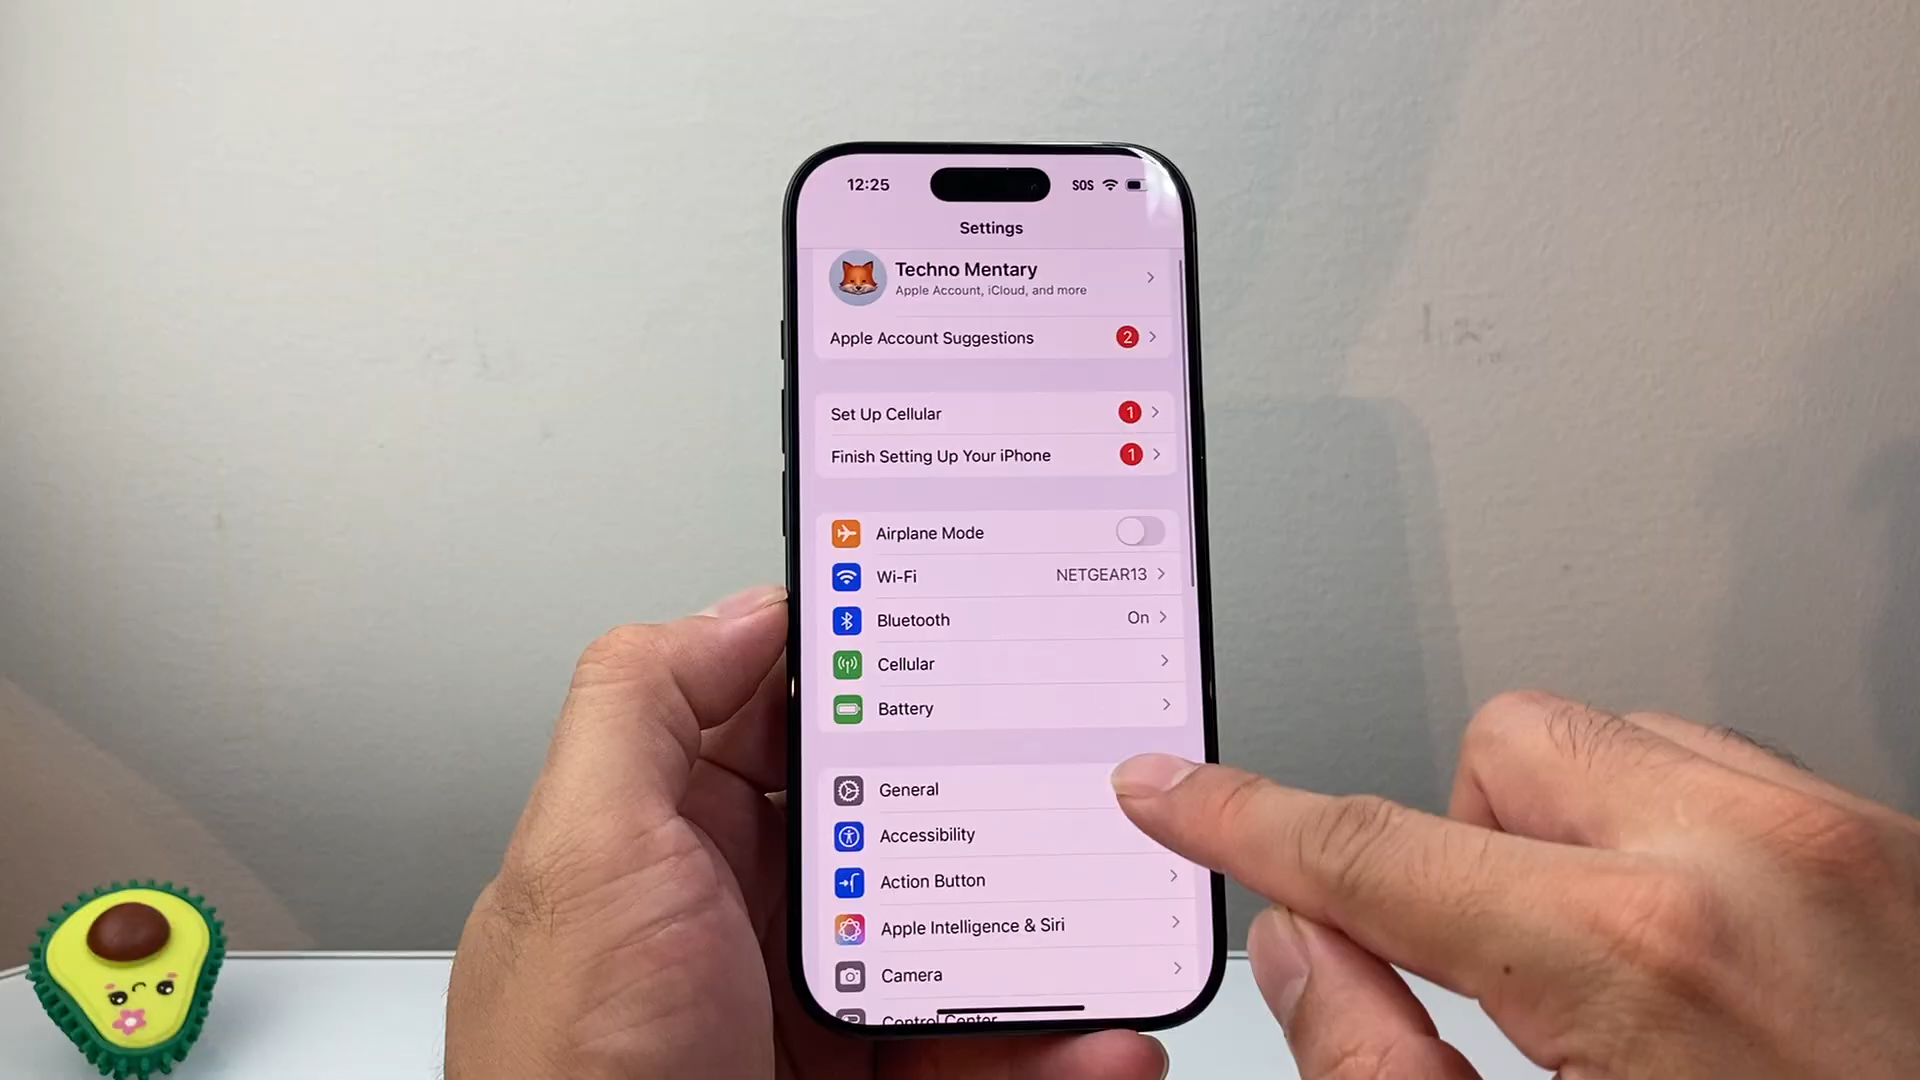 12:25
SOS
Settings
Techno Mentary
Apple Account, iCloud, and more
Apple Account Suggestions 2
Set Up Cellular 1
Finish Setting Up Your iPhone 1
Airplane Mode
Wi-Fi NETGEAR13
Bluetooth On
Cellular
Battery
General
Accessibility
Action Button
Apple Intelligence & Siri
Camera
Control Center